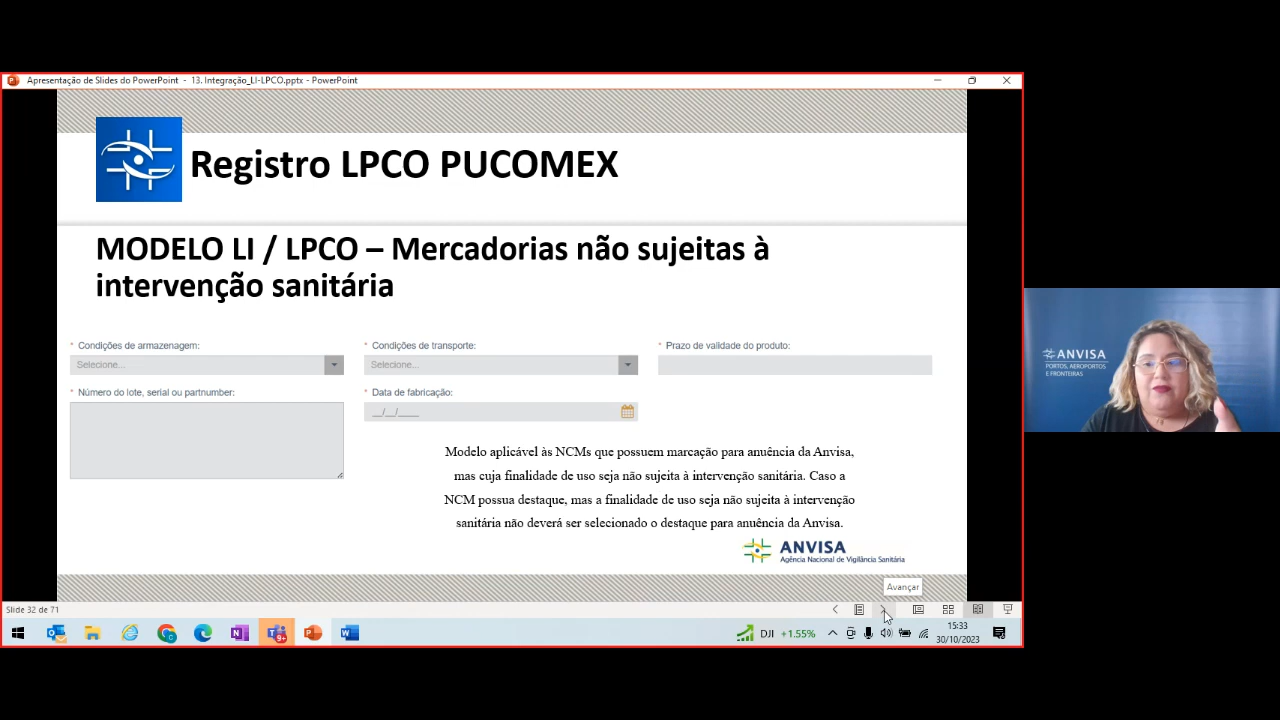 Apresentação de Slides do PowerPoint - 13. Integração_LI-LPCO.pptx - PowerPoint
Registro LPCO PUCOMEX
MODELO LI / LPCO – Mercadorias não sujeitas à
intervenção sanitária
* Condições de armazenagem:
Selecione...
* Condições de transporte:
Selecione...
* Prazo de validade do produto:
* Número do lote, serial ou partnumber:
* Data de fabricação:
__/__/____
Modelo aplicável às NCMs que possuem marcação para anuência da Anvisa,
mas cuja finalidade de uso seja não sujeita à intervenção sanitária. Caso a
NCM possua destaque, mas a finalidade de uso seja não sujeita à intervenção
sanitária não deverá ser selecionado o destaque para anuência da Anvisa.
ANVISA
Agência Nacional de Vigilância Sanitária
Avançar
Slide 32 de 71
9+
DJI +1.55%
15:33
30/10/2023
ANVISA
PORTOS, AEROPORTOS
E FRONTEIRAS